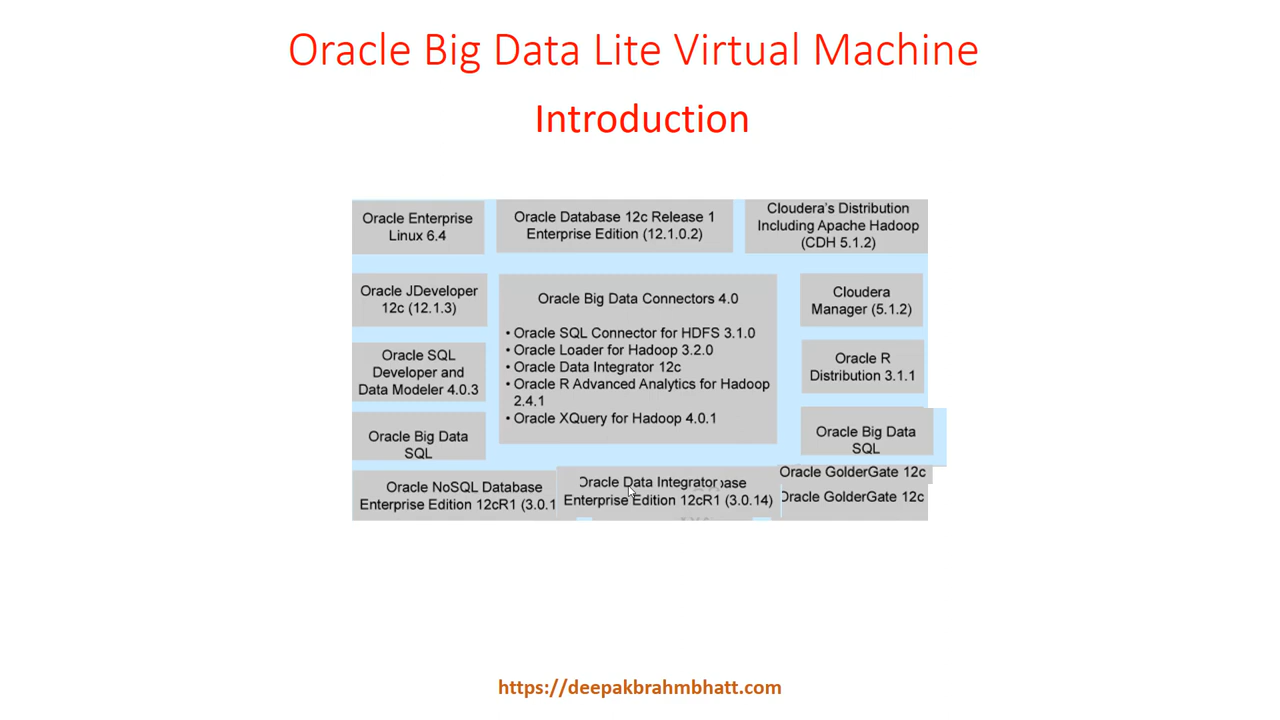 Oracle Big Data Lite Virtual Machine
Introduction
Oracle Enterprise
Linux 6.4
Oracle Database 12c Release 1
Enterprise Edition (12.1.0.2)
Cloudera's Distribution
Including Apache Hadoop
(CDH 5.1.2)
Oracle JDeveloper
12c (12.1.3)
Oracle SQL
Developer and
Data Modeler 4.0.3
Oracle Big Data
SQL
Oracle Big Data Connectors 4.0
• Oracle SQL Connector for HDFS 3.1.0
• Oracle Loader for Hadoop 3.2.0
• Oracle Data Integrator 12c
• Oracle R Advanced Analytics for Hadoop
2.4.1
• Oracle XQuery for Hadoop 4.0.1
Cloudera
Manager (5.1.2)
Oracle R
Distribution 3.1.1
Oracle Big Data
SQL
Oracle NoSQL Database
Enterprise Edition 12cR1 (3.0.1
Oracle Data Integrator base
Enterprise Edition 12cR1 (3.0.14)
Oracle GolderGate 12c
Oracle GolderGate 12c
https://deepakbrahmbhatt.com